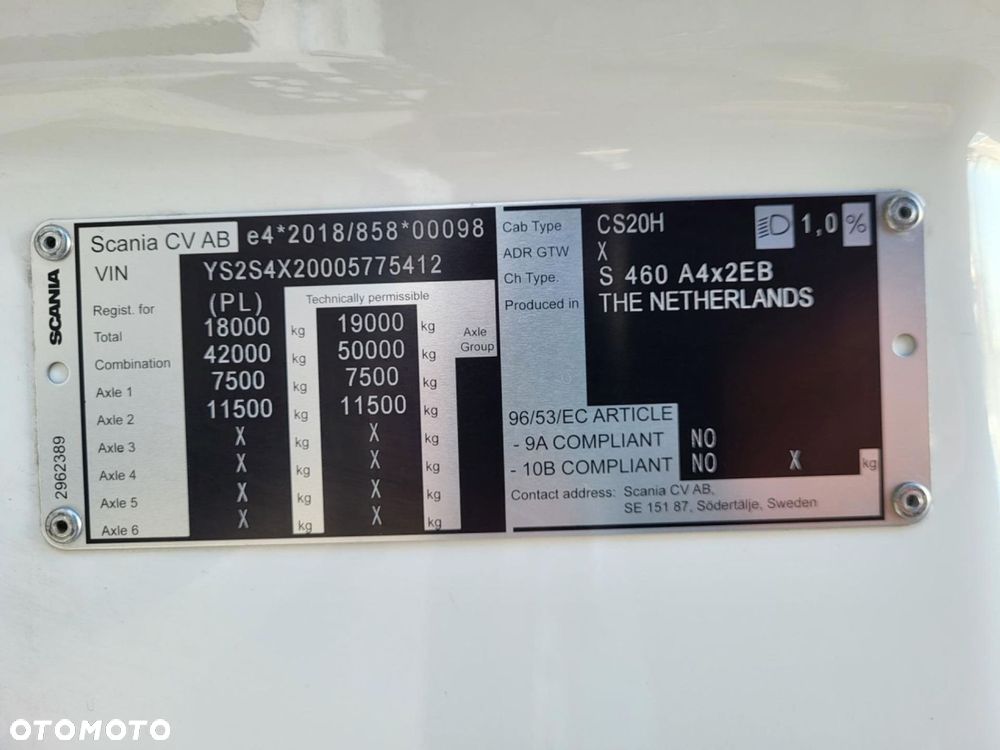 SCANIA
2962389
Scania CV AB e4*2018/858*00098
VIN YS2S4X20005775412
Regist. for (PL) Technically permissible
Total 18000 kg 19000 kg Axle Group
Combination 42000 kg 50000 kg
Axle 1 7500 kg 7500 kg
Axle 2 11500 kg 11500 kg
Axle 3 X kg X kg
Axle 4 X kg X kg
Axle 5 X kg X kg
Axle 6 X kg X kg
Cab Type CS20H 1,0 %
ADR GTW X
Ch Type. S 460 A4x2EB
Produced in THE NETHERLANDS
96/53/EC ARTICLE
- 9A COMPLIANT NO
- 10B COMPLIANT NO X kg
Contact address: Scania CV AB,
SE 151 87, Södertälje, Sweden
OTOMOTO